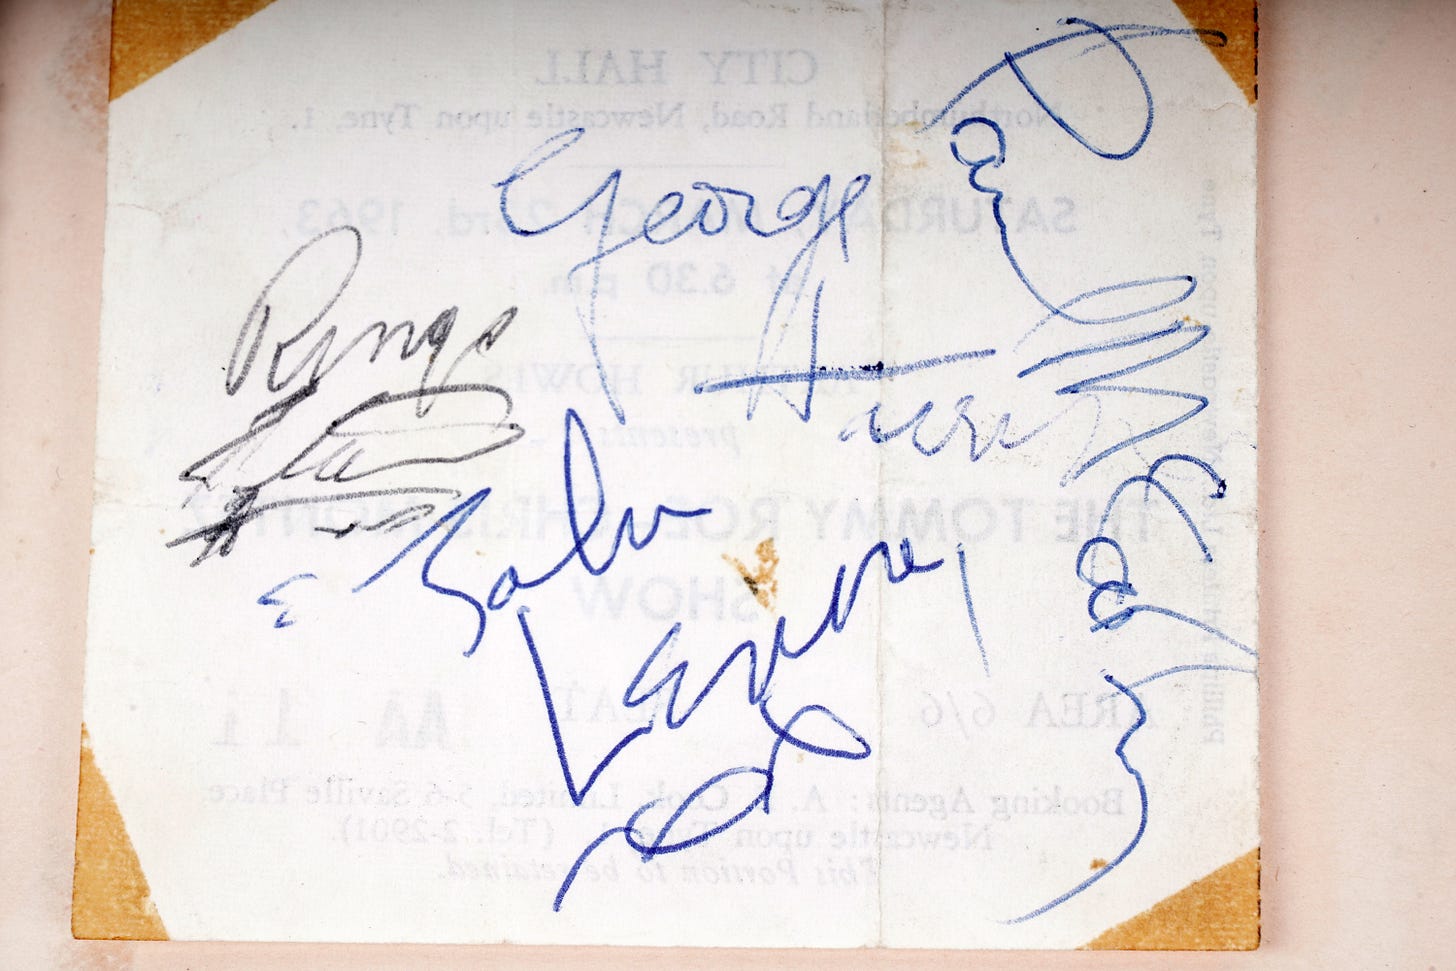 George
Harrison
Ringo
Starr
John
Lennon
Paul
McCartney
CITY HALL
Northumberland Road, Newcastle upon Tyne, 1.
SATURDAY, MARCH 23rd, 1963,
at 6.30 p.m.
ARTHUR HOWES
presents
THE TOMMY ROE CHRIS MONTEZ
SHOW
AREA 6/6 SEAT AA 11
Booking Agents: A. Cook Limited, 5-6 Saville Place
Newcastle upon Tyne (Tel.: 2-2901).
This Portion to be retained.